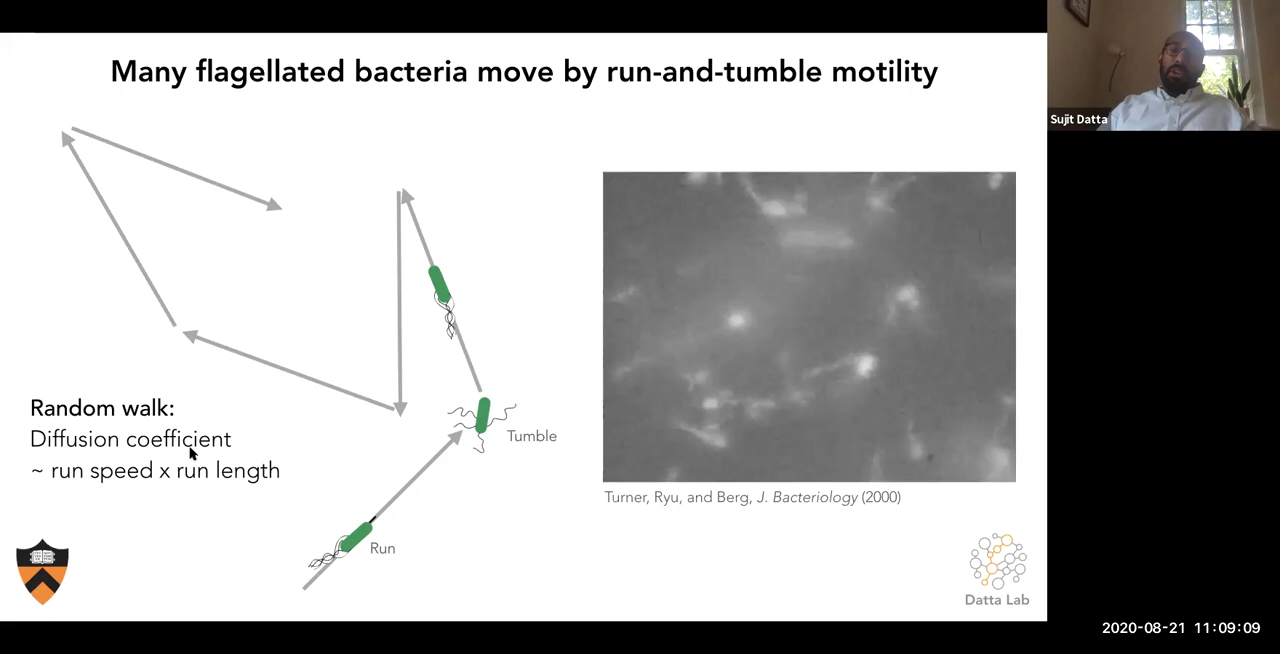 Many flagellated bacteria move by run-and-tumble motility
Sujit Datta
Random walk:
Diffusion coefficient
~ run speed x run length
Tumble
Run
Turner, Ryu, and Berg, J. Bacteriology (2000)
Datta Lab
2020-08-21 11:09:09